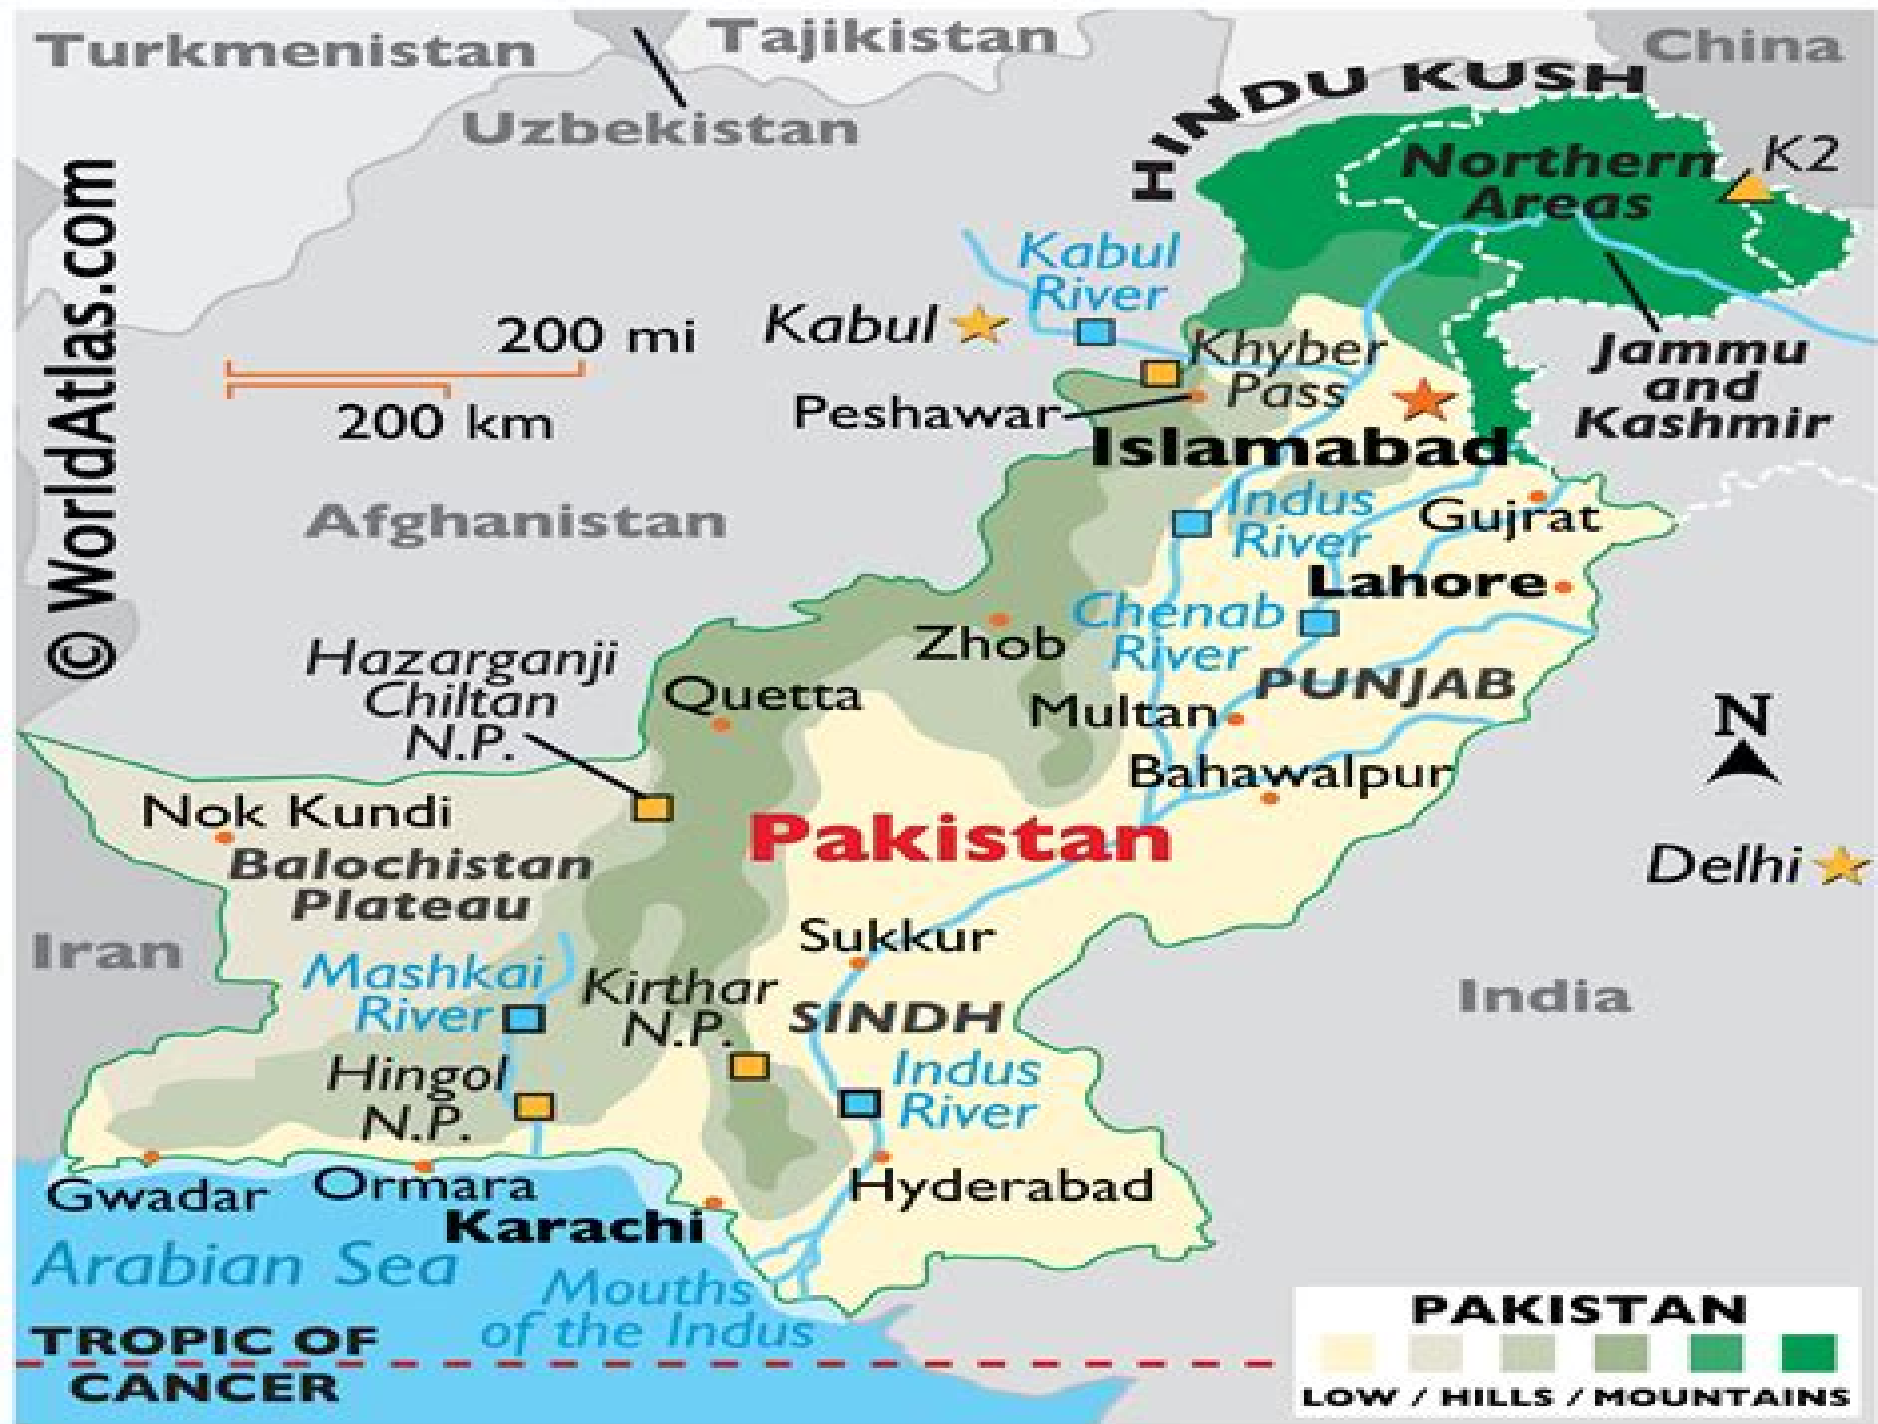 Turkmenistan
Tajikistan
China
Uzbekistan
HINDU KUSH
K2
Northern
Areas
© WorldAtlas.com
Kabul
River
200 mi
Kabul
Khyber
Pass
Jammu
and
Kashmir
200 km
Peshawar
Islamabad
Afghanistan
Indus
River
Gujrat
Lahore
Chenab
River
Zhob
Hazarganji
Chiltan
N.P.
Quetta
PUNJAB
Multan
N
Bahawalpur
Nok Kundi
Pakistan
Balochistan
Plateau
Delhi
Iran
Sukkur
Mashkai
River
Kirthar
N.P.
SINDH
India
Hingol
N.P.
Indus
River
Gwadar
Ormara
Hyderabad
Karachi
Arabian Sea
Mouths
of the Indus
TROPIC OF
CANCER
PAKISTAN
LOW / HILLS / MOUNTAINS